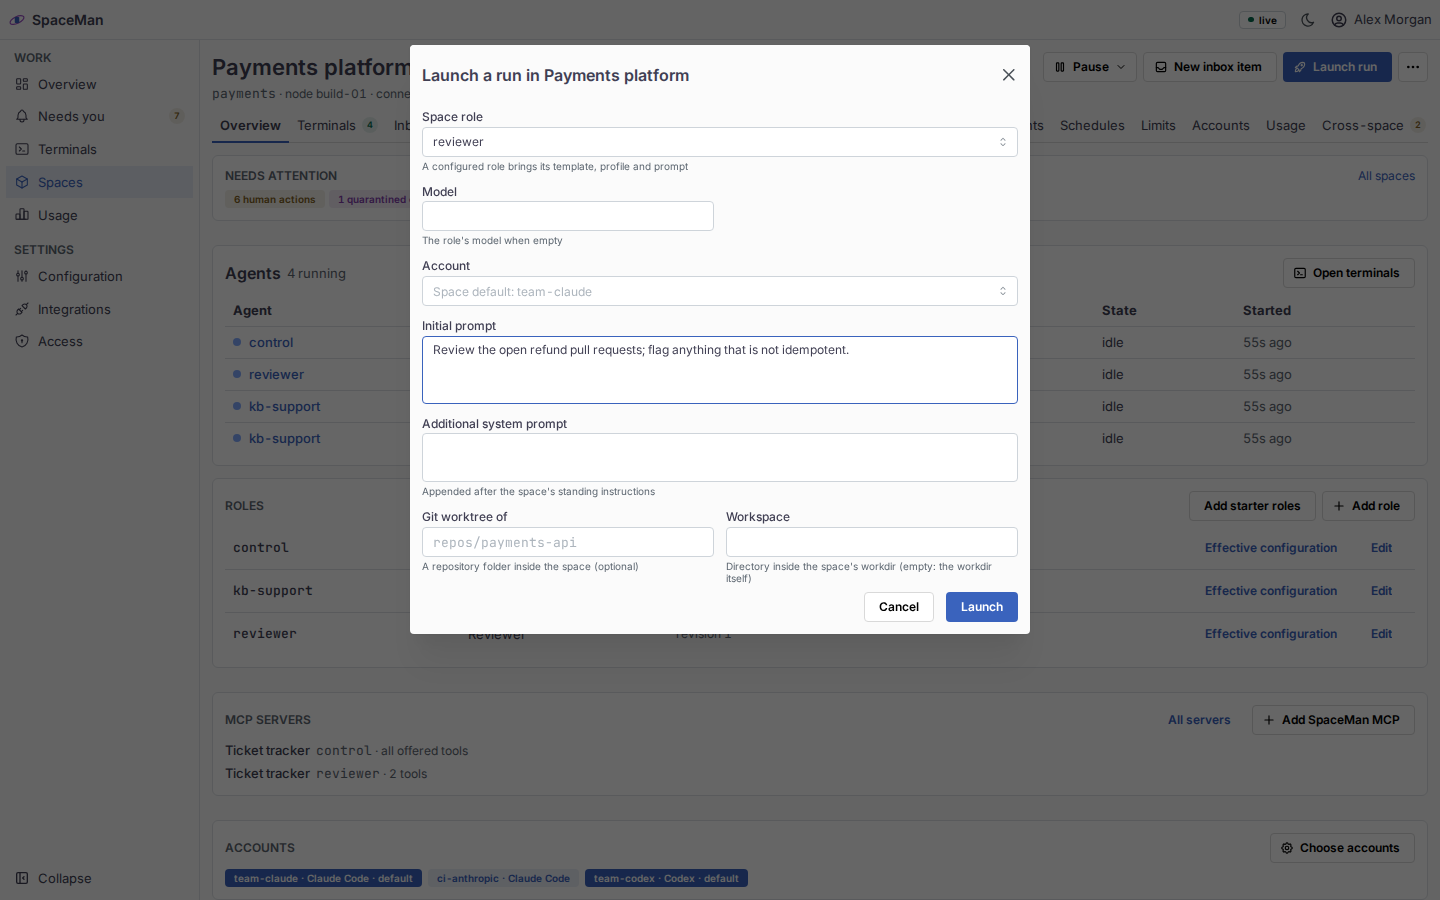 SpaceMan
live
Alex Morgan
WORK
Overview
Needs you
7
Terminals
Spaces
Usage
SETTINGS
Configuration
Integrations
Access
Collapse
Payments platform
Pause
New inbox item
Launch run
payments · node build-01 ·
Overview
Terminals 4
Schedules
Limits
Accounts
Usage
Cross-space 2
NEEDS ATTENTION
All spaces
6 human actions
1 quarantined
Agents 4 running
Open terminals
Agent
State
Started
control
idle
55s ago
reviewer
idle
55s ago
kb-support
idle
55s ago
kb-support
idle
55s ago
ROLES
Add starter roles
Add role
control
Effective configuration
Edit
kb-support
Effective configuration
Edit
reviewer
Reviewer
revision 1
Effective configuration
Edit
MCP SERVERS
All servers
Add SpaceMan MCP
Ticket tracker control · all offered tools
Ticket tracker reviewer · 2 tools
ACCOUNTS
Choose accounts
team-claude · Claude Code · default
ci-anthropic · Claude Code
team-codex · Codex · default
Launch a run in Payments platform
Space role
reviewer
A configured role brings its template, profile and prompt
Model
The role's model when empty
Account
Space default: team-claude
Initial prompt
Review the open refund pull requests; flag anything that is not idempotent.
Additional system prompt
Appended after the space's standing instructions
Git worktree of
Workspace
repos/payments-api
A repository folder inside the space (optional)
Directory inside the space's workdir (empty: the workdir
itself)
Cancel
Launch